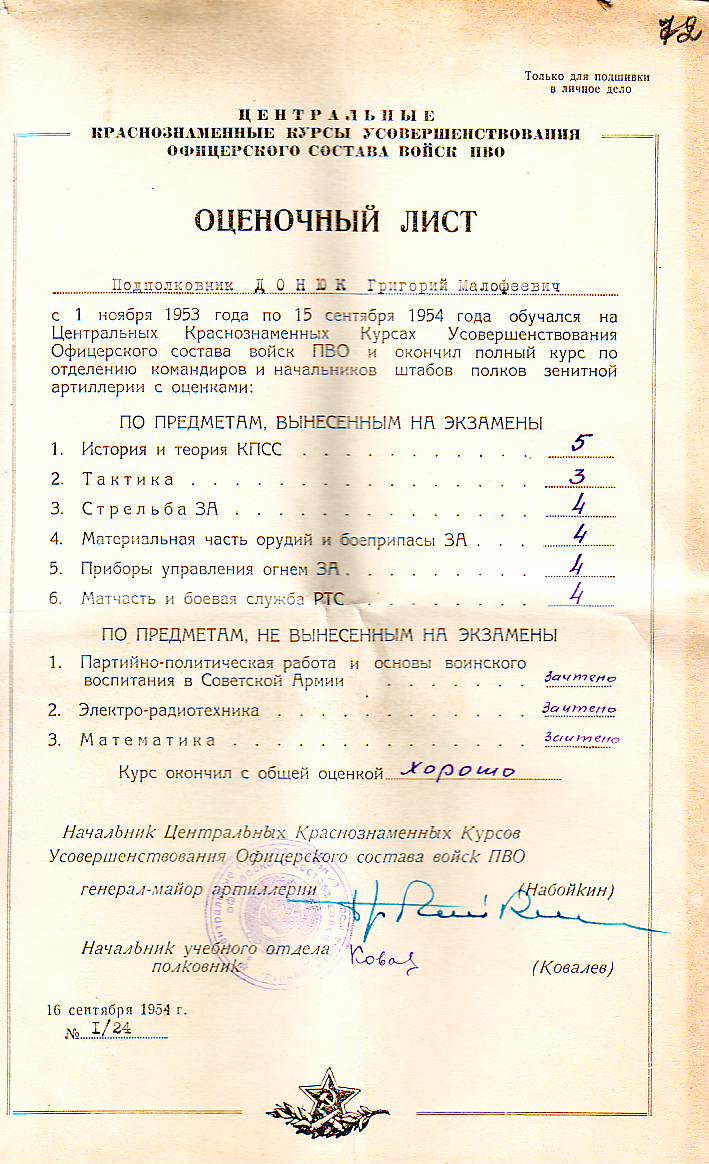 72
Только для подшивки
в личное дело
ЦЕНТРАЛЬНЫЕ
КРАСНОЗНАМЕННЫЕ КУРСЫ УСОВЕРШЕНСТВОВАНИЯ
ОФИЦЕРСКОГО СОСТАВА ВОЙСК ПВО
ОЦЕНОЧНЫЙ ЛИСТ
Подполковник Д О Н Ю К Григорий Малофеевич
с 1 ноября 1953 года по 15 сентября 1954 года обучался на
Центральных Краснознаменных Курсах Усовершенствования
Офицерского состава войск ПВО и окончил полный курс по
отделению командиров и начальников штабов полков зенитной
артиллерии с оценками:
ПО ПРЕДМЕТАМ, ВЫНЕСЕННЫМ НА ЭКЗАМЕНЫ
1. История и теория КПСС . . . . . . . . . . . . 5
2. Тактика . . . . . . . . . . . . . . . . . 3
3. Стрельба ЗА . . . . . . . . . . . . . . . 4
4. Материальная часть орудий и боеприпасы ЗА . . . . 4
5. Приборы управления огнем ЗА . . . . . . . . . . 4
6. Матчасть и боевая служба РТС . . . . . . . . . 4
ПО ПРЕДМЕТАМ, НЕ ВЫНЕСЕННЫМ НА ЭКЗАМЕНЫ
1. Партийно-политическая работа и основы воинского
воспитания в Советской Армии . . . . . . . Зачтено
2. Электро-радиотехника . . . . . . . . . . . . Зачтено
3. Математика . . . . . . . . . . . . . . . Зачтено
Курс окончил с общей оценкой хорошо
Начальник Центральных Краснознаменных Курсов
Усовершенствования Офицерского состава войск ПВО
генерал-майор артиллерии (Набойкин)
Начальник учебного отдела Ковал
полковник (Ковалев)
16 сентября 1954 г.
№ I/24